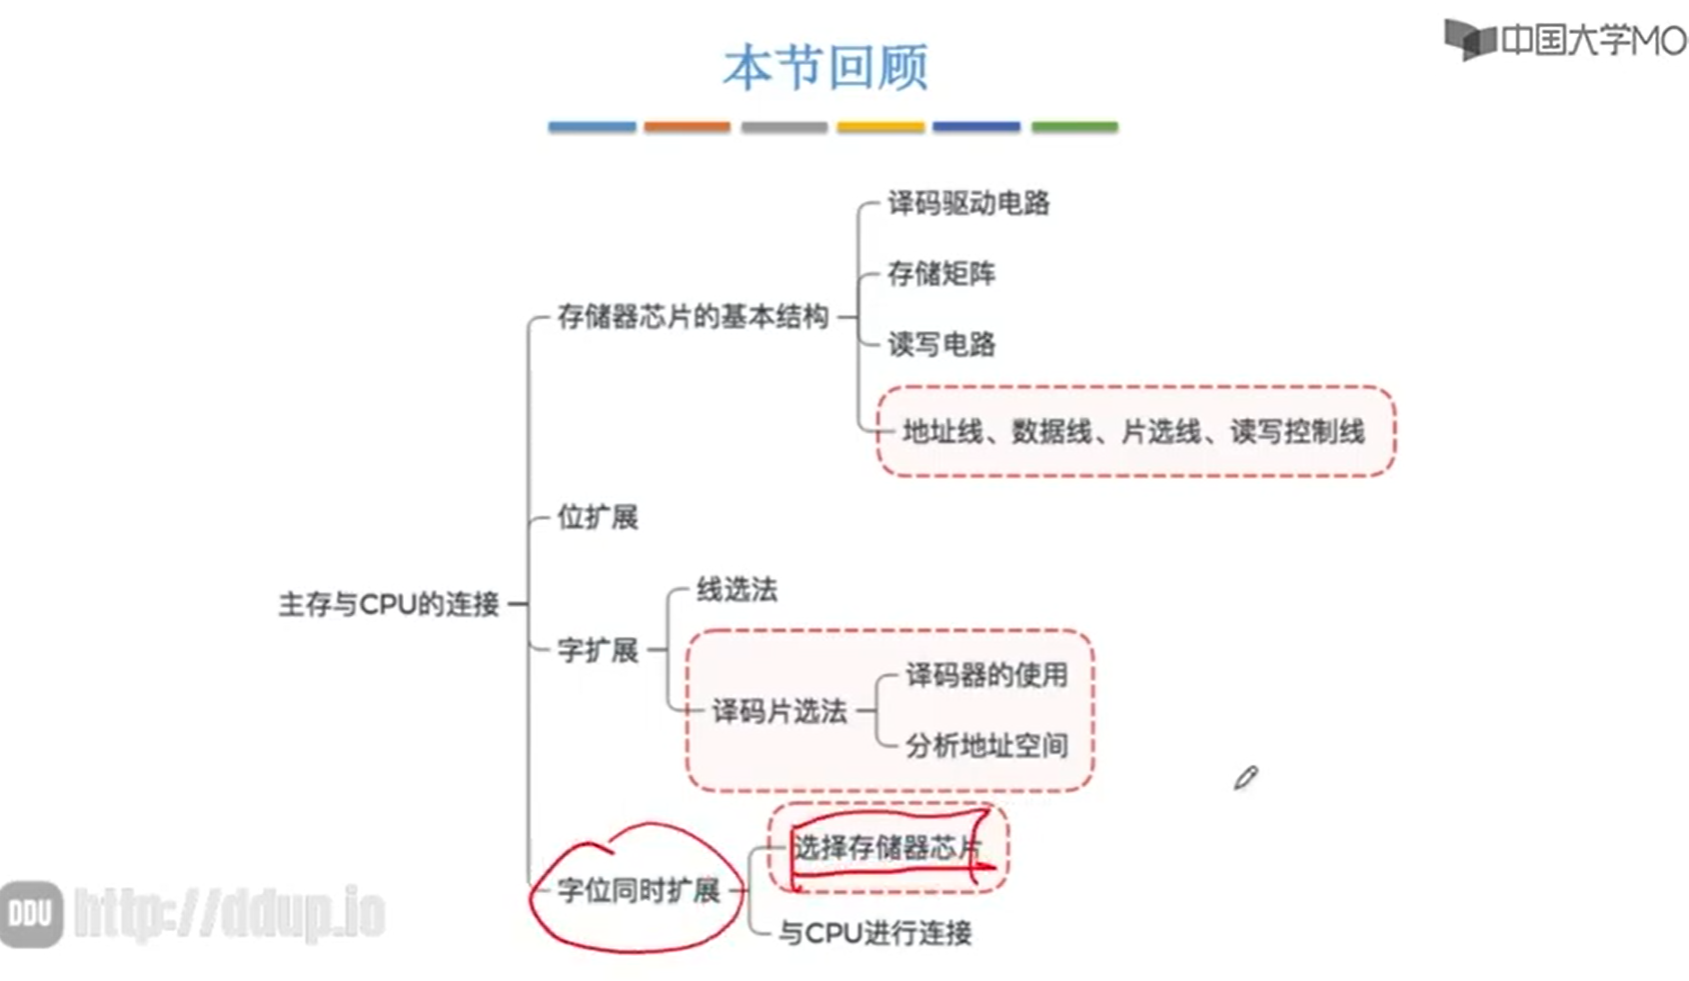 中国大学MO
本节回顾
译码驱动电路
存储矩阵
存储器芯片的基本结构
读写电路
地址线、数据线、片选线、读写控制线
位扩展
线选法
主存与CPU的连接
字扩展
译码器的使用
译码片选法
分析地址空间
选择存储器芯片
字位同时扩展
与CPU进行连接
DDU http://ddup.io